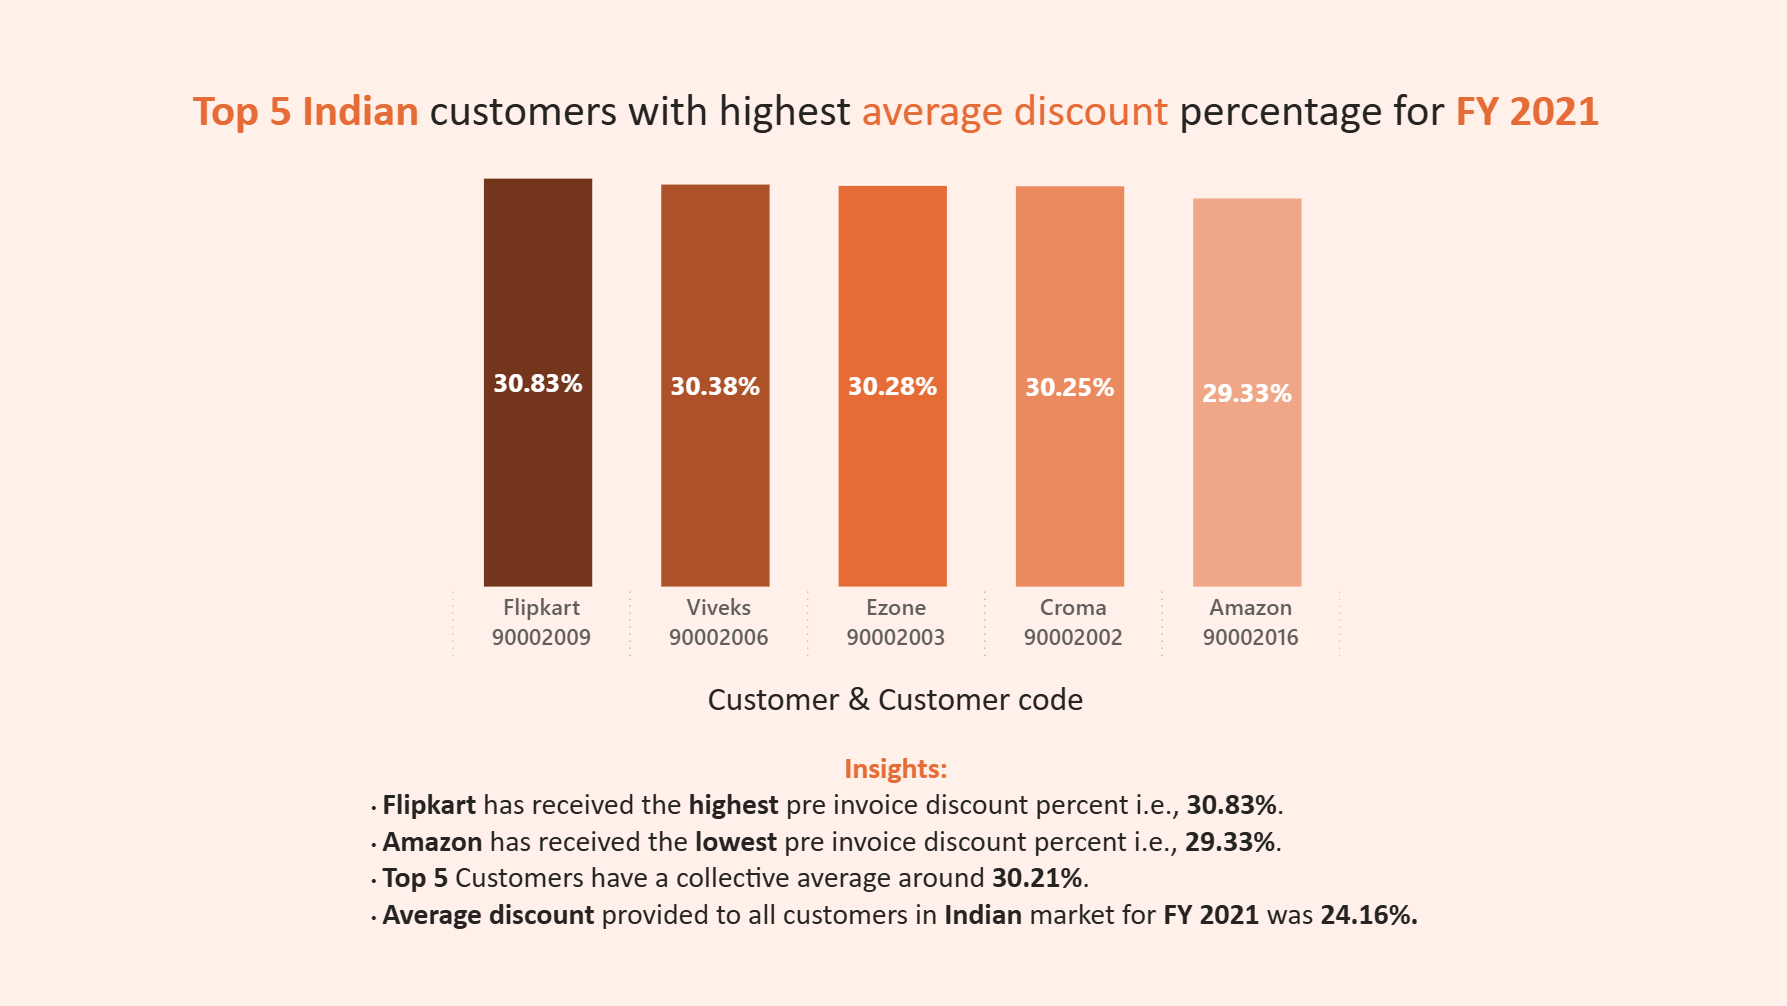 Top 5 Indian customers with highest average discount percentage for FY 2021
30.83% 30.38% 30.28% 30.25% 29.33%
Flipkart Viveks Ezone Croma Amazon
90002009 90002006 90002003 90002002 90002016
Customer & Customer code
Insights:
• Flipkart has received the highest pre invoice discount percent i.e., 30.83%.
• Amazon has received the lowest pre invoice discount percent i.e., 29.33%.
• Top 5 Customers have a collective average around 30.21%.
• Average discount provided to all customers in Indian market for FY 2021 was 24.16%.